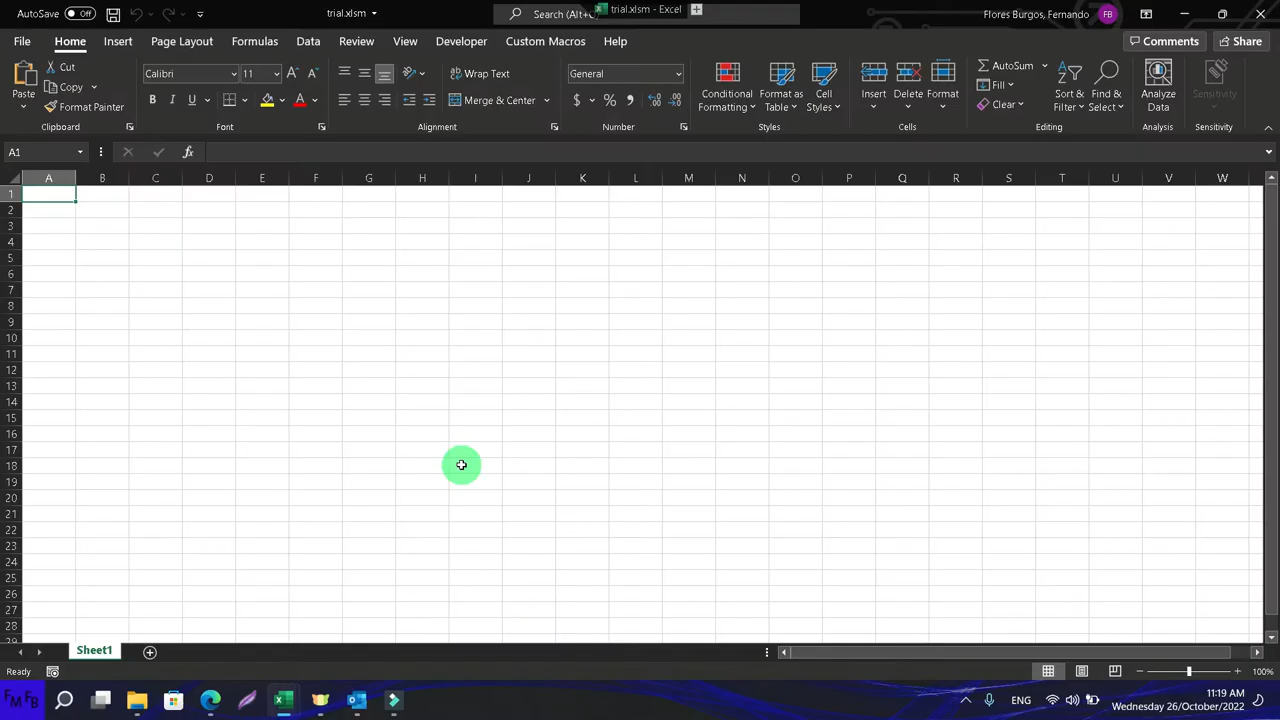 AutoSave Off
trial.xlsm
Search (Alt+
trial.xlsm - Excel
Flores Burgos, Fernando FB
File Home Insert Page Layout Formulas Data Review View Developer Custom Macros Help
Comments Share
Paste
Cut
Copy
Format Painter
Clipboard
Calibri 11
B I U
Font
Wrap Text
Merge & Center
Alignment
General
$ % ,
Number
Conditional Formatting
Format as Table
Cell Styles
Styles
Insert Delete Format
Cells
AutoSum
Fill
Clear
Sort & Filter
Find & Select
Editing
Analyze Data
Analysis
Sensitivity
Sensitivity
A1 fx
A B C D E F G H I J K L M N O P Q R S T U V W
1
2
3
4
5
6
7
8
9
10
11
12
13
14
15
16
17
18
19
20
21
22
23
24
25
26
27
28
29
Sheet1
Ready
100%
FM FB
ENG
11:19 AM
Wednesday 26/October/2022